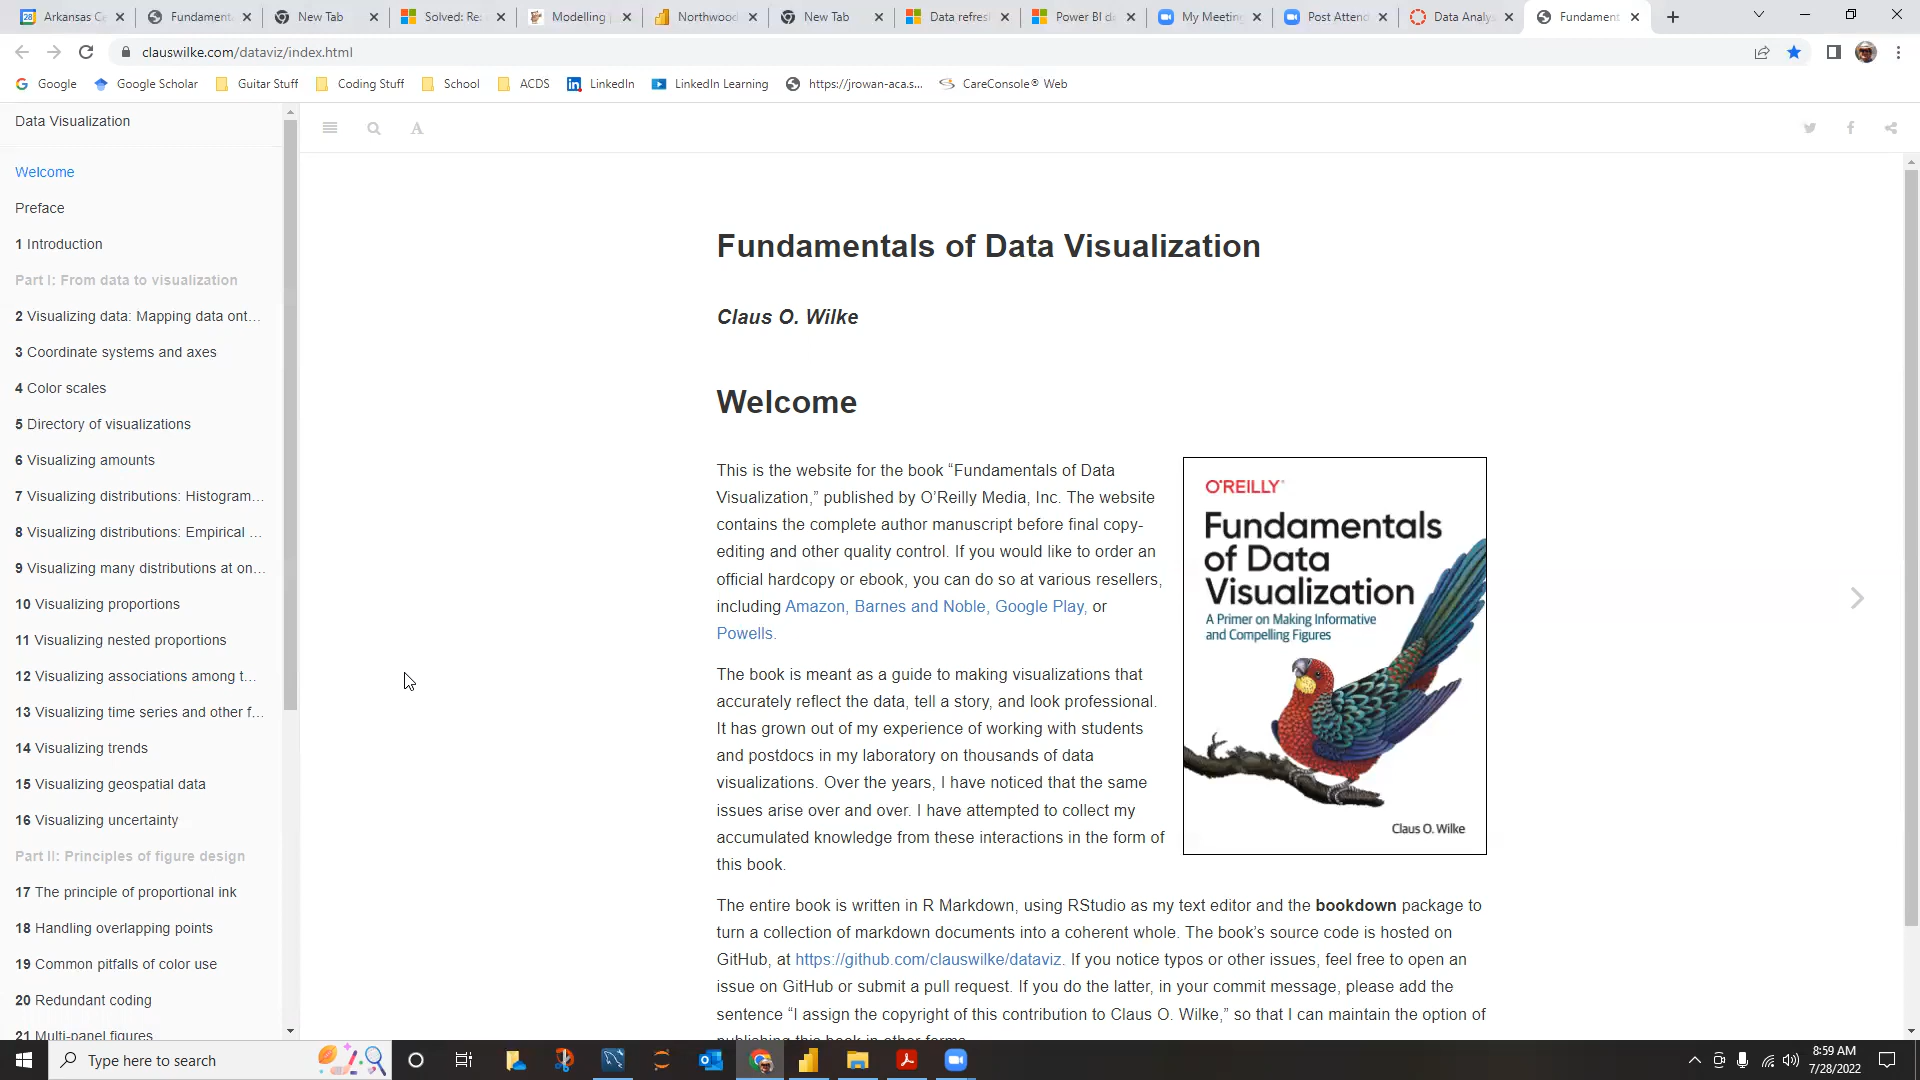 28
Arkansas Ce
Fundament
New Tab
Solved: Re:
Modelling
Northwood
New Tab
Data refres
Power BI d
My Meetin
Post Attend
Data Analy
Fundament
clauswilke.com/dataviz/index.html
Google
Google Scholar
Guitar Stuff
Coding Stuff
School
ACDS
LinkedIn
LinkedIn Learning
https://jrowan-aca.s...
CareConsole® Web
Data Visualization
Welcome
Preface
1 Introduction
Part I: From data to visualization
2 Visualizing data: Mapping data ont...
3 Coordinate systems and axes
4 Color scales
5 Directory of visualizations
6 Visualizing amounts
7 Visualizing distributions: Histogram...
8 Visualizing distributions: Empirical ...
9 Visualizing many distributions at on...
10 Visualizing proportions
11 Visualizing nested proportions
12 Visualizing associations among t...
13 Visualizing time series and other f...
14 Visualizing trends
15 Visualizing geospatial data
16 Visualizing uncertainty
Part II: Principles of figure design
17 The principle of proportional ink
18 Handling overlapping points
19 Common pitfalls of color use
20 Redundant coding
21 Multi-panel figures
Fundamentals of Data Visualization
Claus O. Wilke
Welcome
This is the website for the book “Fundamentals of Data
Visualization,” published by O’Reilly Media, Inc. The website
contains the complete author manuscript before final copy-
editing and other quality control. If you would like to order an
official hardcopy or ebook, you can do so at various resellers,
including Amazon, Barnes and Noble, Google Play, or
Powells.
The book is meant as a guide to making visualizations that
accurately reflect the data, tell a story, and look professional.
It has grown out of my experience of working with students
and postdocs in my laboratory on thousands of data
visualizations. Over the years, I have noticed that the same
issues arise over and over. I have attempted to collect my
accumulated knowledge from these interactions in the form of
this book.
O'REILLY®
Fundamentals
of Data
Visualization
A Primer on Making Informative
and Compelling Figures
Claus O. Wilke
The entire book is written in R Markdown, using RStudio as my text editor and the bookdown package to
turn a collection of markdown documents into a coherent whole. The book’s source code is hosted on
GitHub, at https://github.com/clauswilke/dataviz. If you notice typos or other issues, feel free to open an
issue on GitHub or submit a pull request. If you do the latter, in your commit message, please add the
sentence “I assign the copyright of this contribution to Claus O. Wilke,” so that I can maintain the option of
publishing this book in other forms.
Type here to search
8:59 AM
7/28/2022